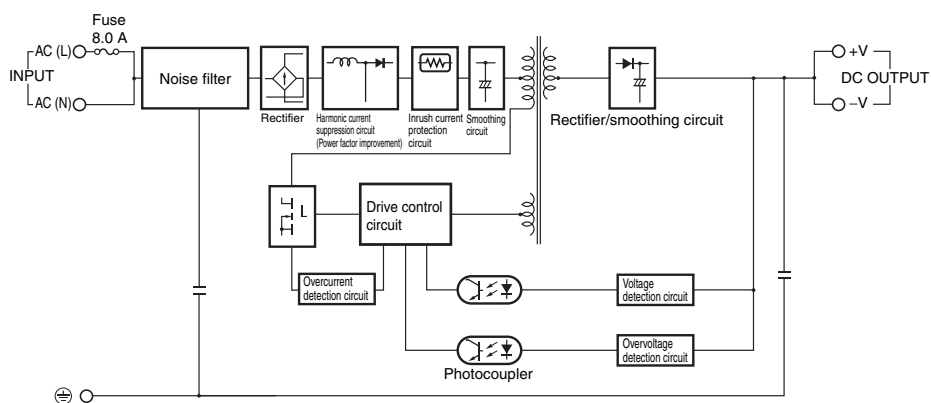 Fuse
8.0 A
AC (L)
INPUT
AC (N)
Noise filter
Rectifier
Harmonic current
suppression circuit
(Power factor improvement)
Inrush current
protection
circuit
Smoothing
circuit
Rectifier/smoothing circuit
+V
DC OUTPUT
−V
Drive control
circuit
Overcurrent
detection circuit
Voltage
detection circuit
Overvoltage
detection circuit
Photocoupler